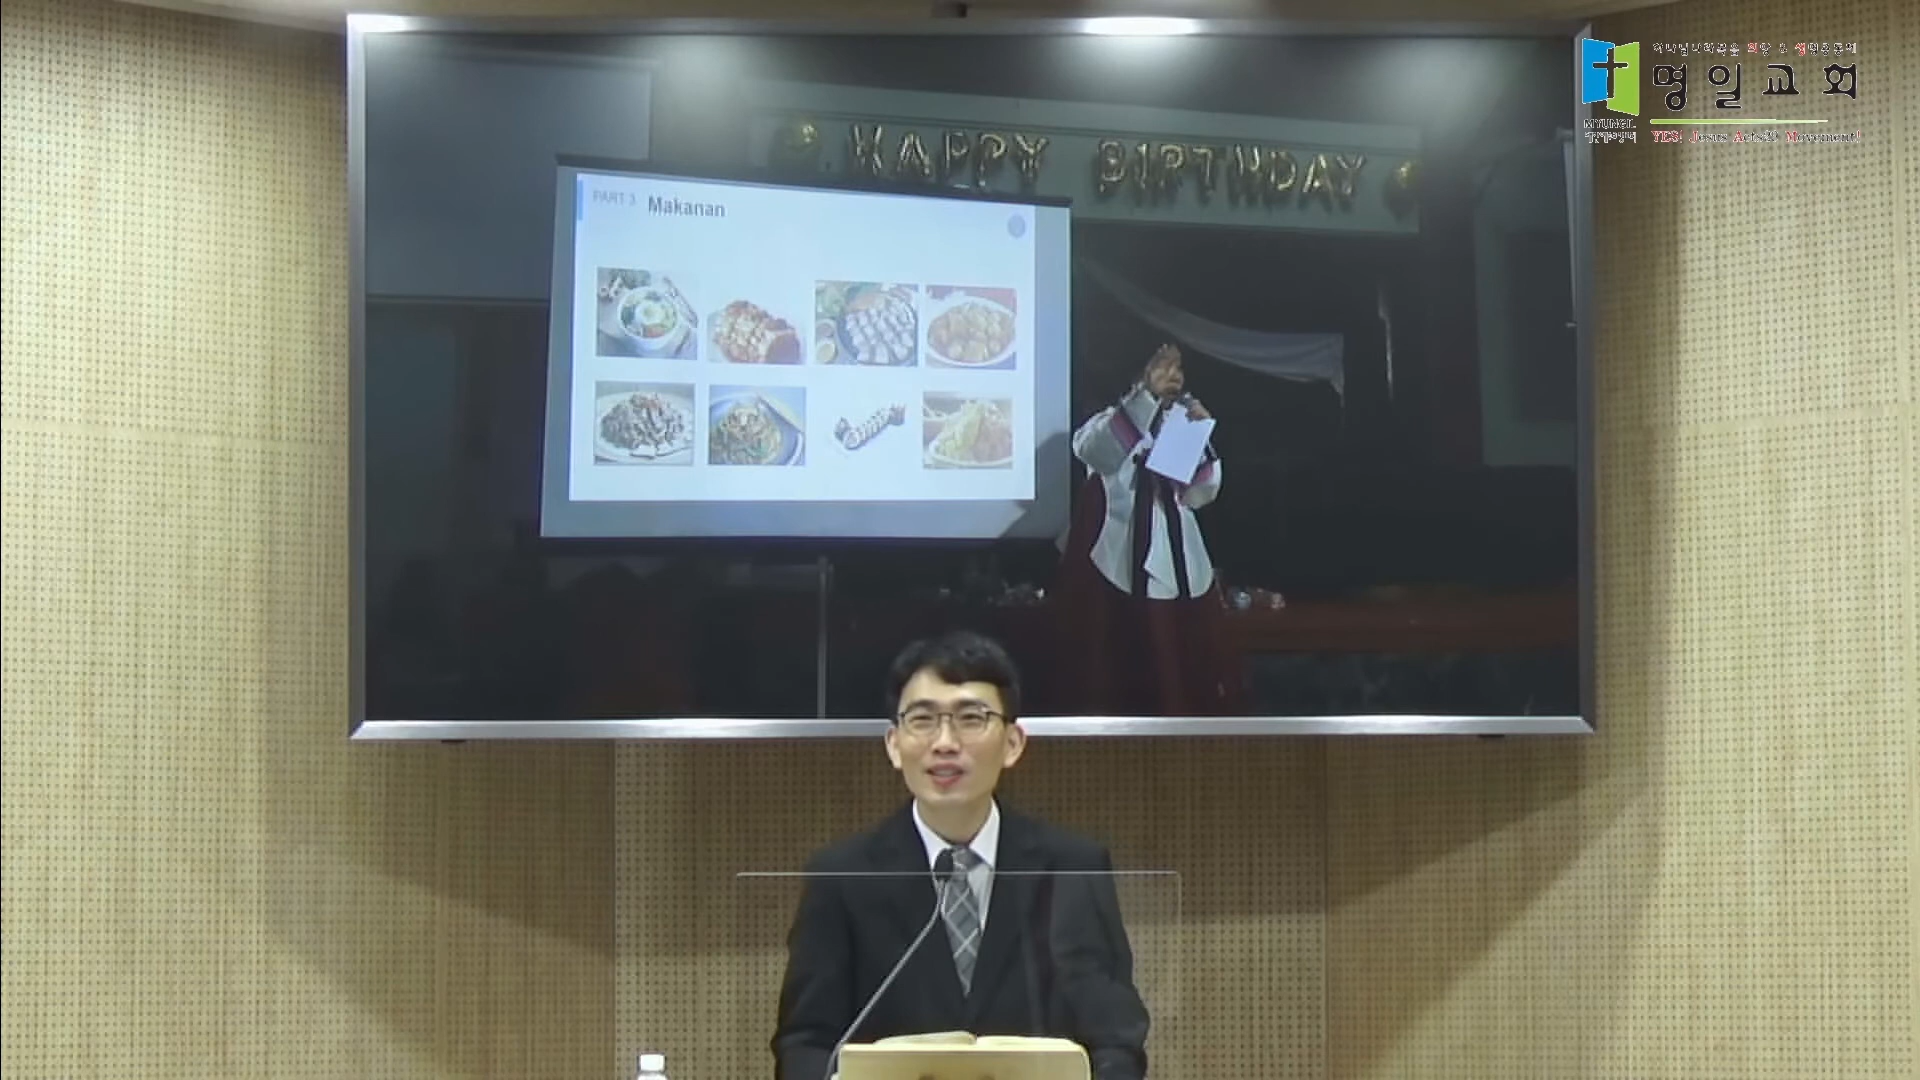 HAPPY BIRTHDAY
PART 3 Makanan
명일교회
MYUNGIL
YES! Jesus Acts29 Movement!